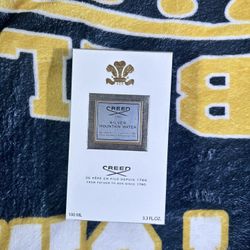 CREED
SILVER
MOUNTAIN WATER
CREED
DE PÈRE EN FILS DEPUIS 1760
FROM FATHER TO SON SINCE 1760
100 ML 3.3 FL.OZ.